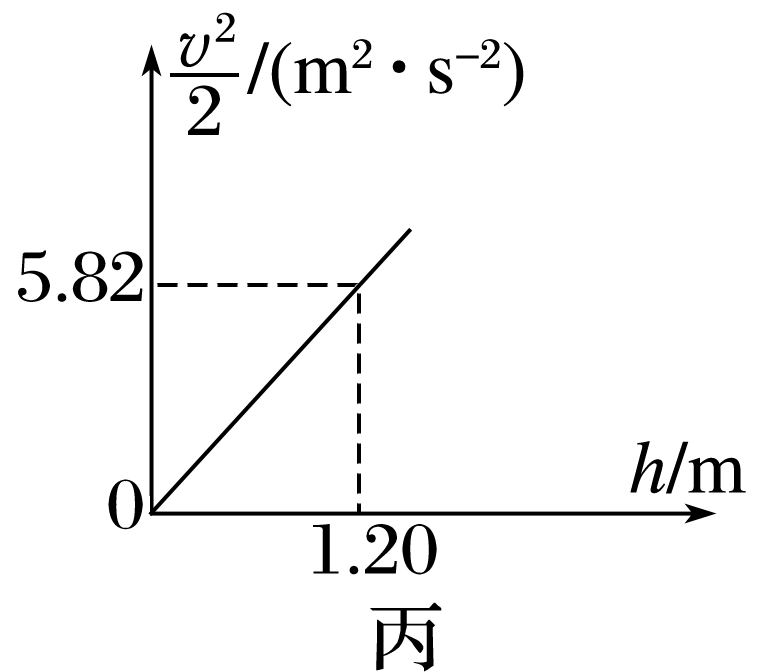 v²/2 /(m²·s⁻²)
5.82
0
1.20
h/m
丙